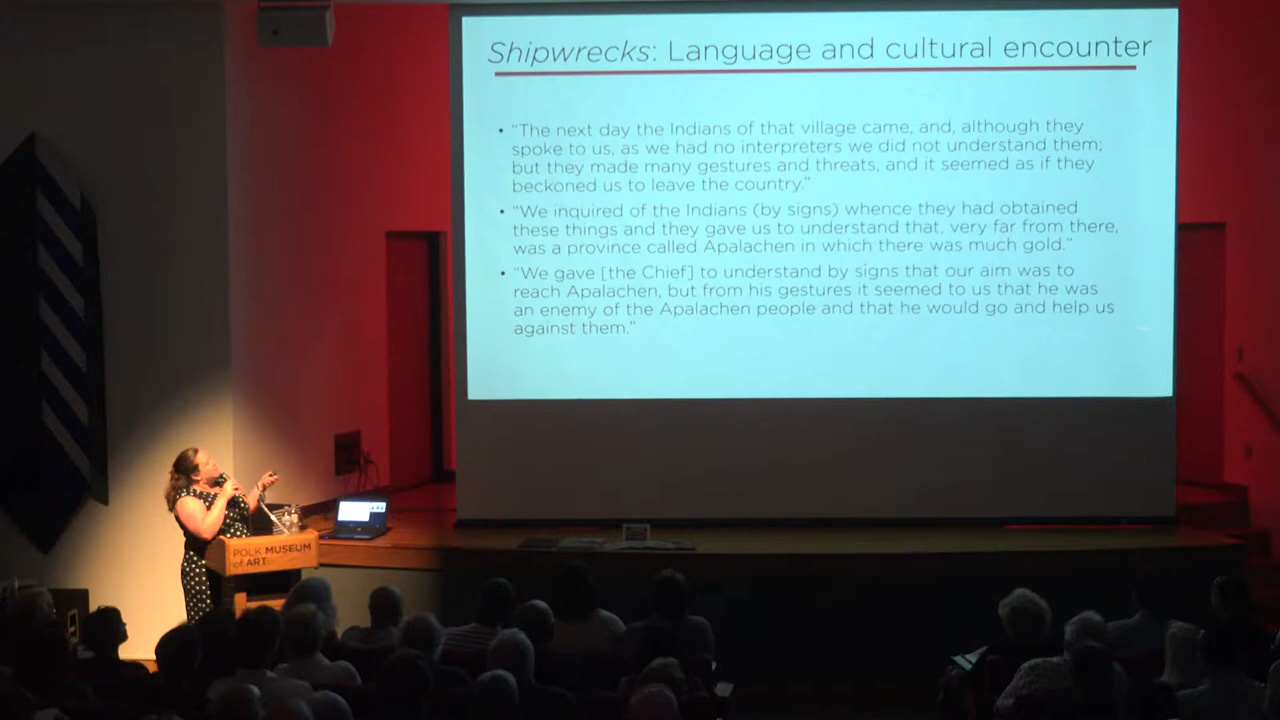 Shipwrecks: Language and cultural encounter
• “The next day the Indians of that village came, and, although they
spoke to us, as we had no interpreters we did not understand them;
but they made many gestures and threats, and it seemed as if they
beckoned us to leave the country.”
• “We inquired of the Indians (by signs) whence they had obtained
these things and they gave us to understand that, very far from there,
was a province called Apalachen in which there was much gold.”
• “We gave [the Chief] to understand by signs that our aim was to
reach Apalachen, but from his gestures it seemed to us that he was
an enemy of the Apalachen people and that he would go and help us
against them.”
POLK MUSEUM
of ART